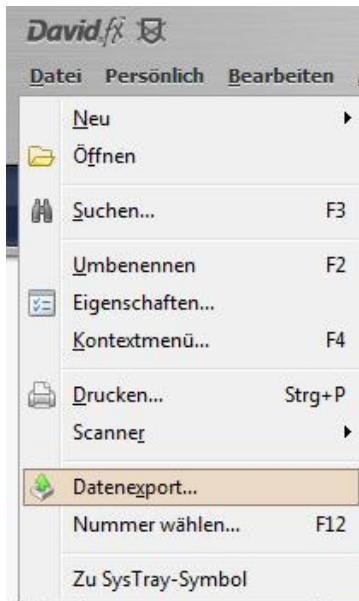 David.fx
Datei Persönlich Bearbeiten
Neu
Öffnen
Suchen... F3
Umbenennen F2
Eigenschaften...
Kontextmenü... F4
Drucken... Strg+P
Scanner
Datenexport...
Nummer wählen... F12
Zu SysTray-Symbol